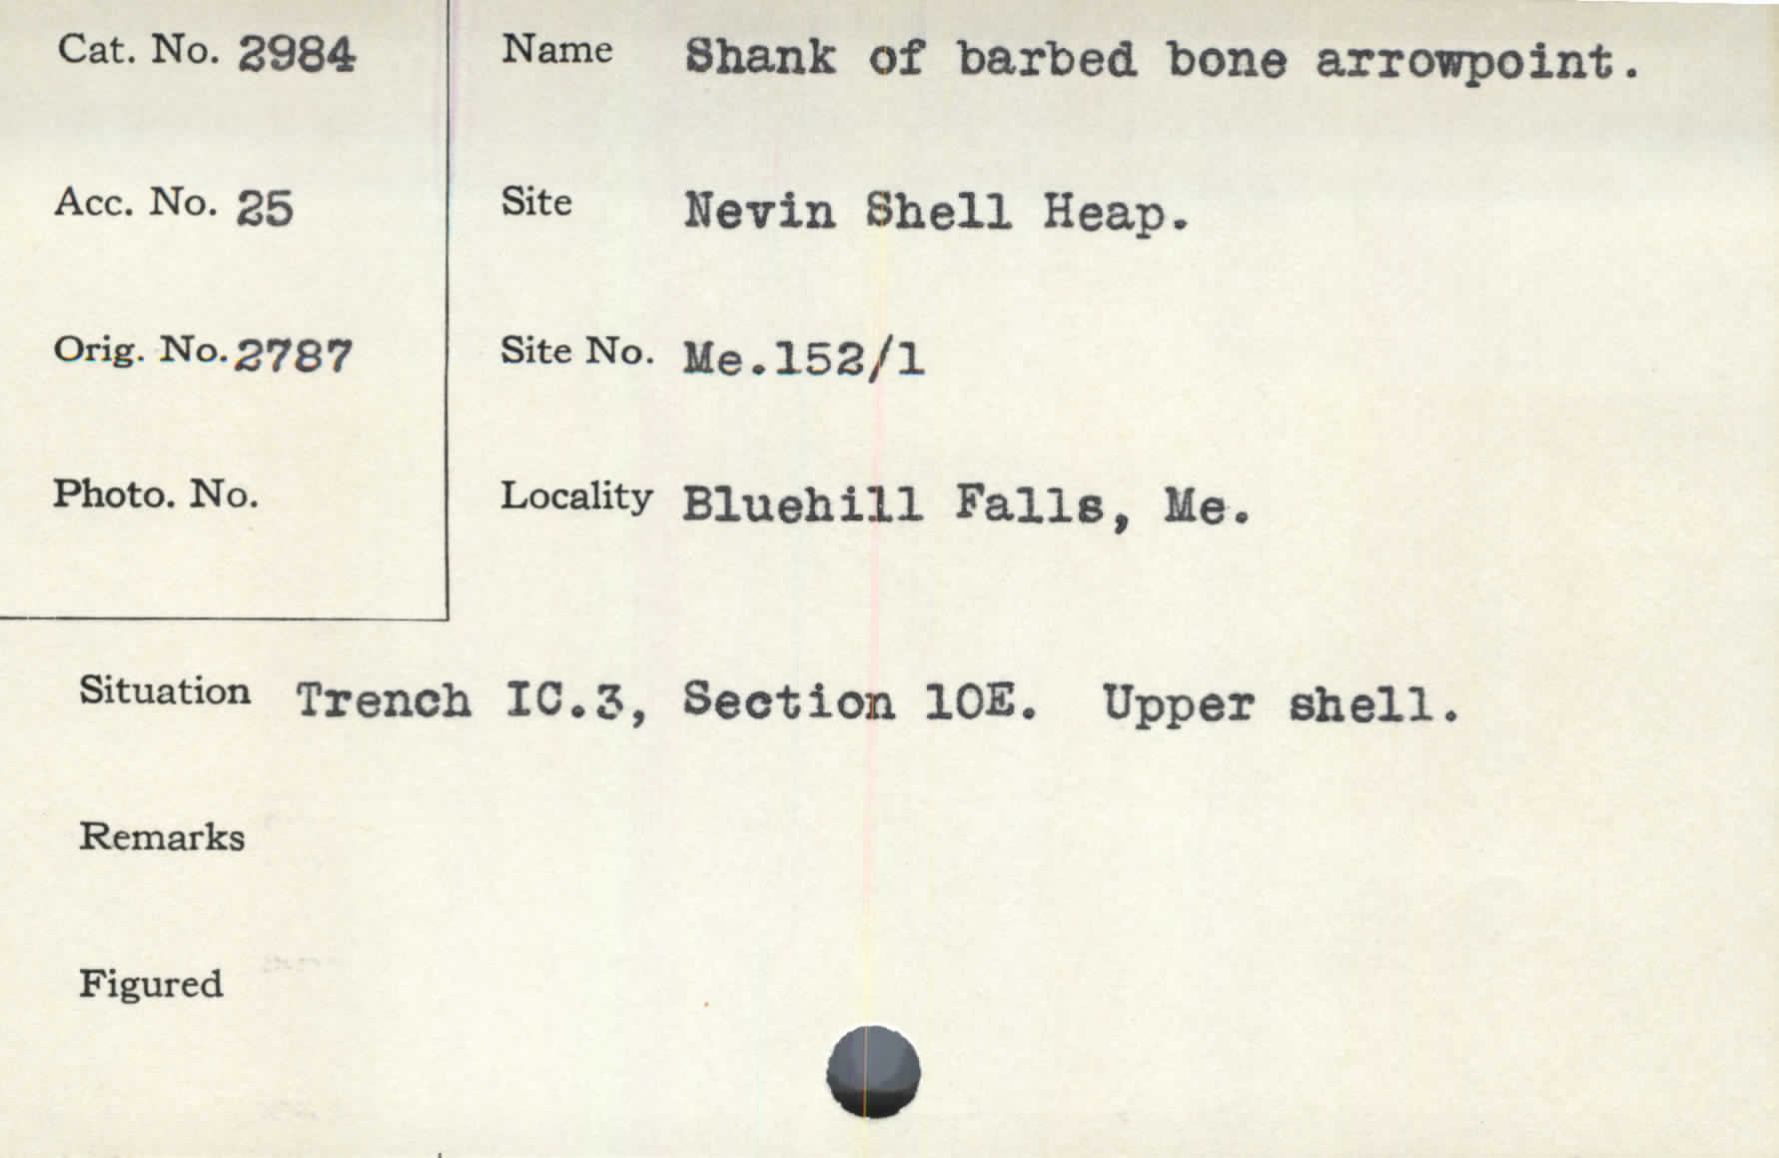 Cat. No. 2984
Name Shank of barbed bone arrowpoint.
Acc. No. 25
Site Nevin Shell Heap.
Orig. No. 2787
Site No. Me.152/1
Photo. No.
Locality Bluehill Falls, Me.
Situation Trench IC.3, Section 10E. Upper shell.
Remarks
Figured